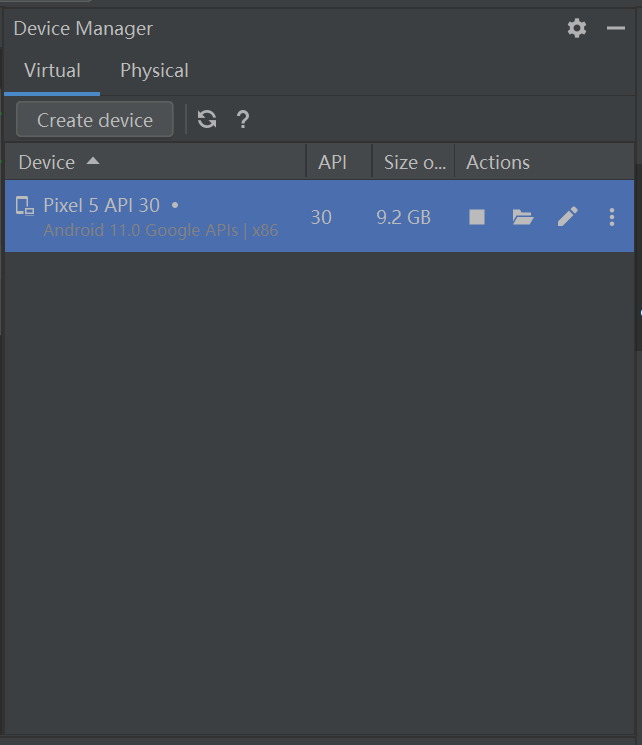 Device Manager
Virtual Physical
Create device ?
Device API Size o... Actions
Pixel 5 API 30 •
30 9.2 GB
Android 11.0 Google APIs | x86